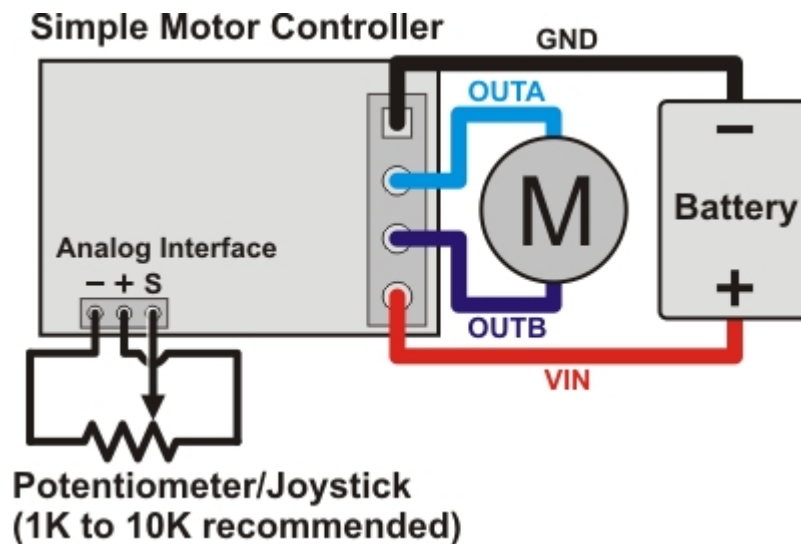 Simple Motor Controller
GND
OUTA
−
M
Battery
Analog Interface
− + S
+
OUTB
VIN
Potentiometer/Joystick
(1K to 10K recommended)